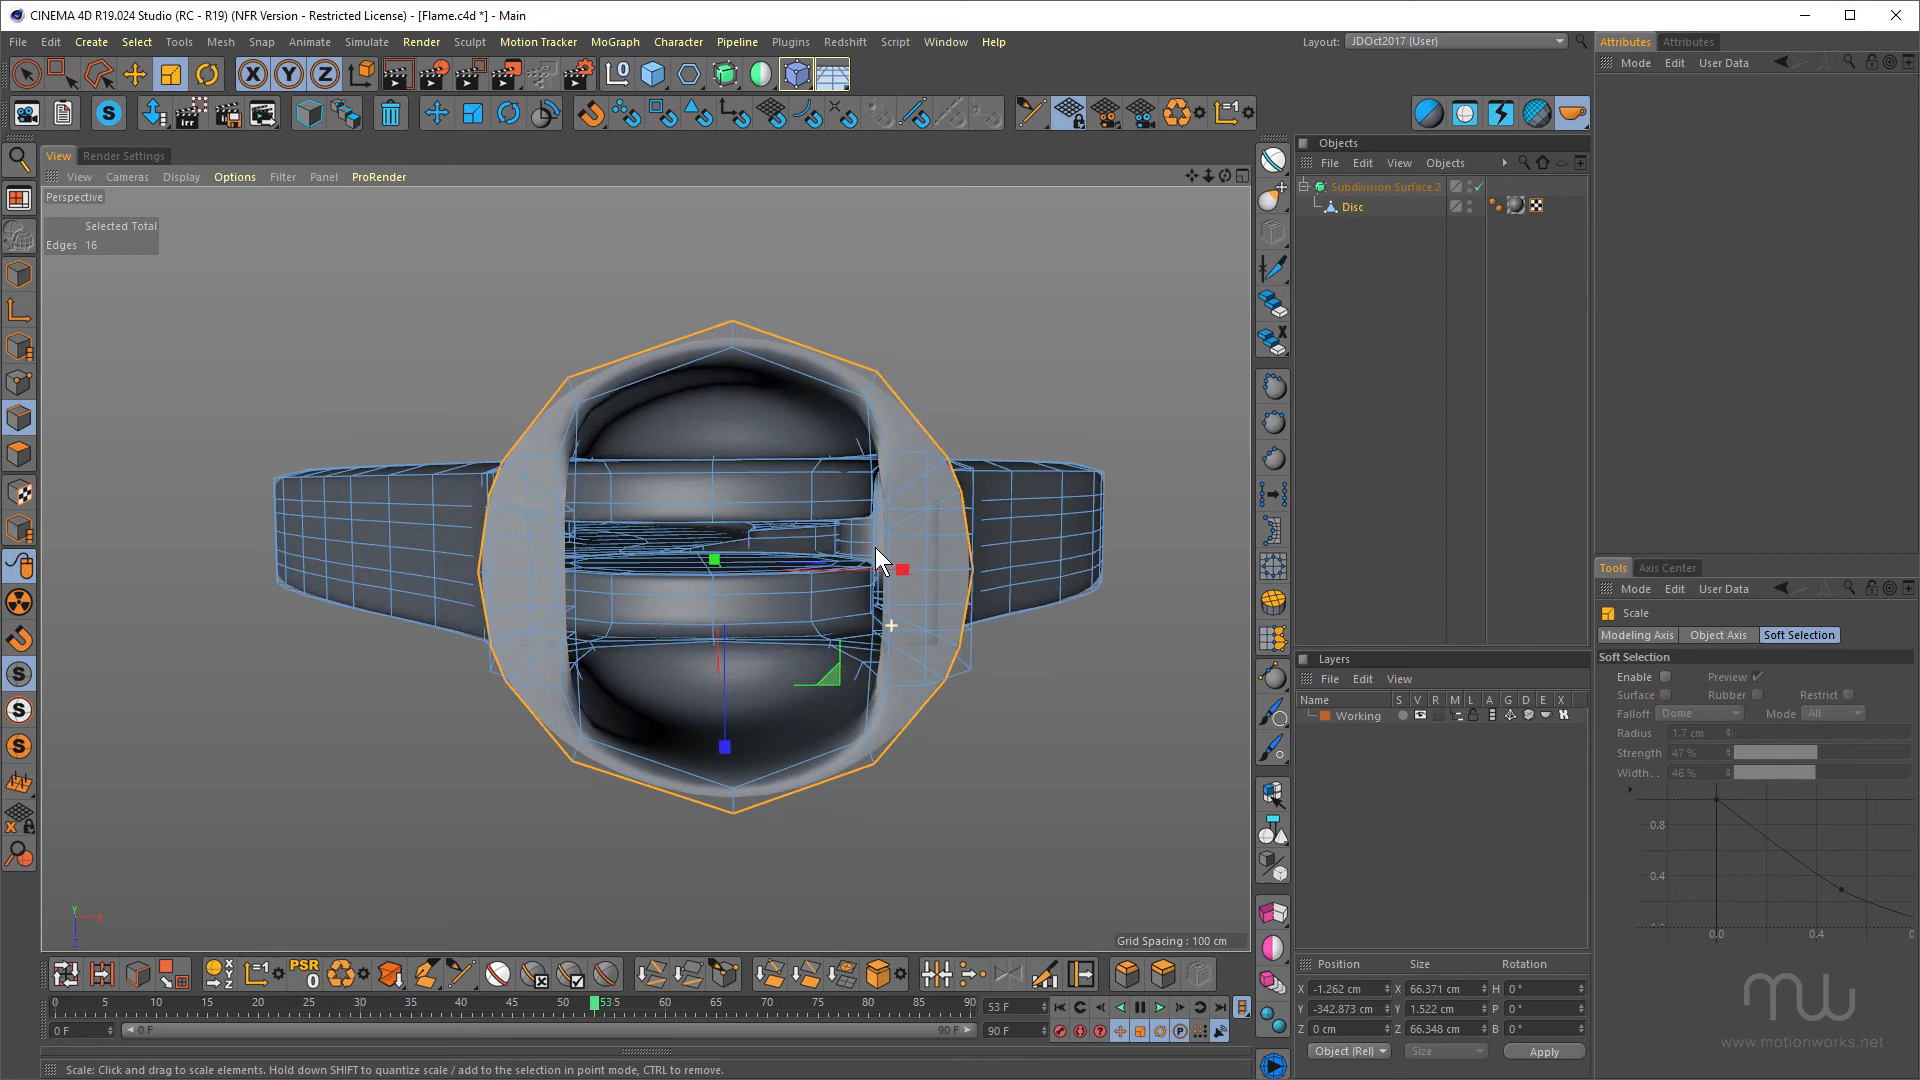 CINEMA 4D R19.024 Studio (RC - R19) (NFR Version - Restricted License) - [Flame.c4d *] - Main
File Edit Create Select Tools Mesh Snap Animate Simulate Render Sculpt Motion Tracker MoGraph Character Pipeline Plugins Redshift Script Window Help
Layout: JDOct2017 (User)
Attributes Attributes
Mode Edit User Data
View Render Settings
View Cameras Display Options Filter Panel ProRender
Perspective
Selected Total
Edges 16
Grid Spacing : 100 cm
Objects
File Edit View Objects
Subdivision Surface.2
Disc
Layers
File Edit View
Name S V R M L A G D E X
Working
Tools Axis Center
Mode Edit User Data
Scale
Modeling Axis Object Axis Soft Selection
Soft Selection
Enable Preview
Surface Rubber Restrict
Falloff Dome Mode All
Radius 1.7 cm
Strength 47 %
Width . . 46 %
0.8
0.4
0.0 0.4
PSR
0
0 5 10 15 20 25 30 35 40 45 50 53.5 60 65 70 75 80 85 90
53 F
0 F 0 F 90 F 90 F
Position Size Rotation
X -1.262 cm X 66.371 cm H 0 °
Y -342.873 cm Y 1.522 cm P 0 °
Z 0 cm Z 66.348 cm B 0 °
Object (Rel) Size Apply
Scale: Click and drag to scale elements. Hold down SHIFT to quantize scale / add to the selection in point mode, CTRL to remove.
mw
www.motionworks.net